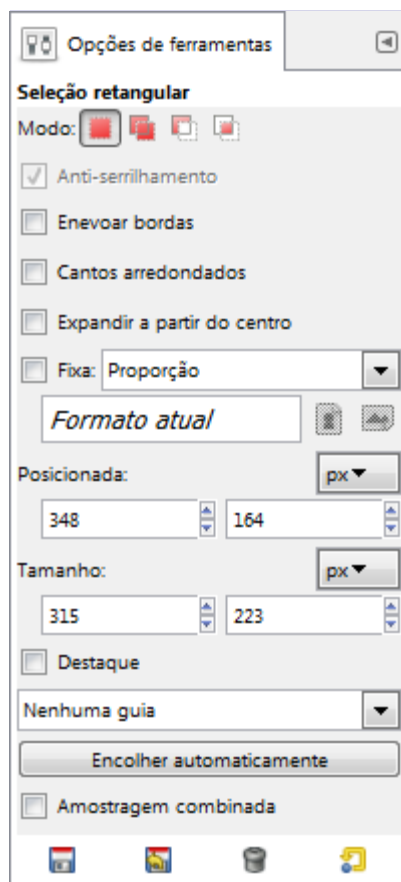 Opções de ferramentas
Seleção retangular
Modo:
Anti-serrilhamento
Enevoar bordas
Cantos arredondados
Expandir a partir do centro
Fixa: Proporção
Formato atual
Posicionada: px
348 164
Tamanho: px
315 223
Destaque
Nenhuma guia
Encolher automaticamente
Amostragem combinada